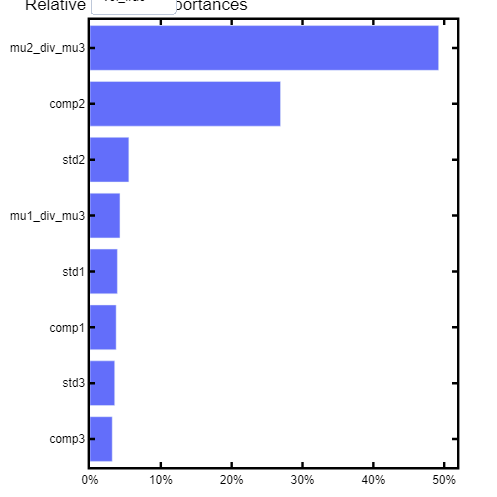 Relative portances
mu2_div_mu3
comp2
std2
mu1_div_mu3
std1
comp1
std3
comp3
0% 10% 20% 30% 40% 50%